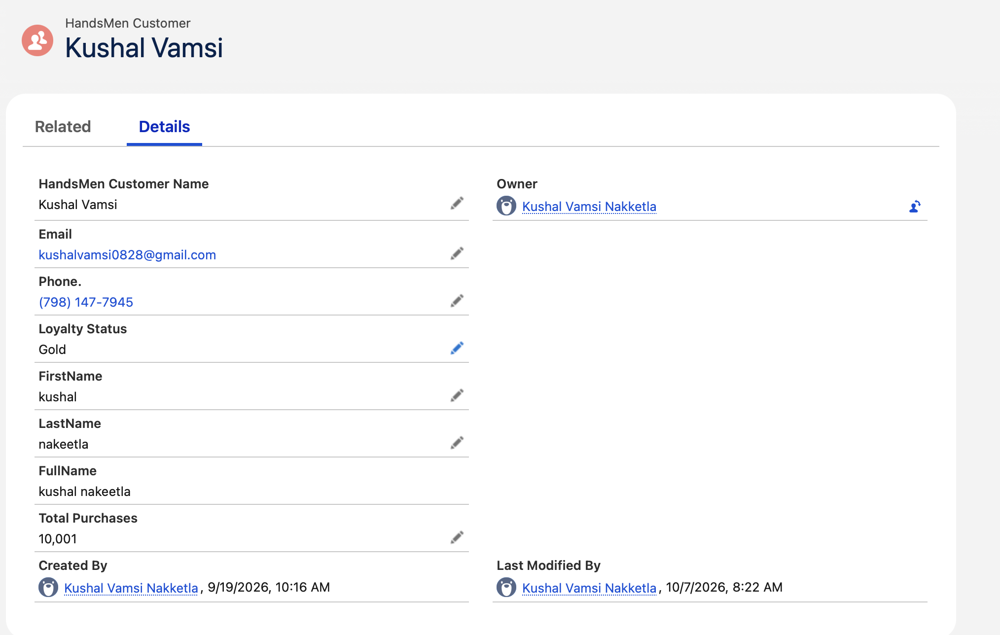 HandsMen Customer
Kushal Vamsi
Related
Details
HandsMen Customer Name
Kushal Vamsi
Owner
Kushal Vamsi Nakketla
Email
kushalvamsi0828@gmail.com
Phone.
(798) 147-7945
Loyalty Status
Gold
FirstName
kushal
LastName
nakeetla
FullName
kushal nakeetla
Total Purchases
10,001
Created By
Kushal Vamsi Nakketla, 9/19/2026, 10:16 AM
Last Modified By
Kushal Vamsi Nakketla, 10/7/2026, 8:22 AM